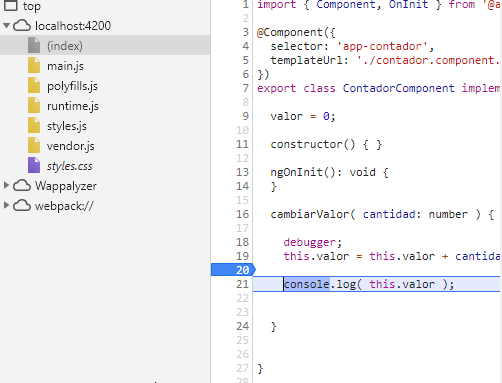 top
localhost:4200
(index)
main.js
polyfills.js
runtime.js
styles.js
vendor.js
styles.css
Wappalyzer
webpack://
1 import { Component, OnInit } from '@a
2
3 @Component({
4 selector: 'app-contador',
5 templateUrl: './contador.component.
6 })
7 export class ContadorComponent implem
8
9 valor = 0;
10
11 constructor() { }
12
13 ngOnInit(): void {
14 }
15
16 cambiarValor( cantidad: number ) {
17
18 debugger;
19 this.valor = this.valor + cantida
20
21 console.log( this.valor );
22
23
24 }
25
26
27 }
28